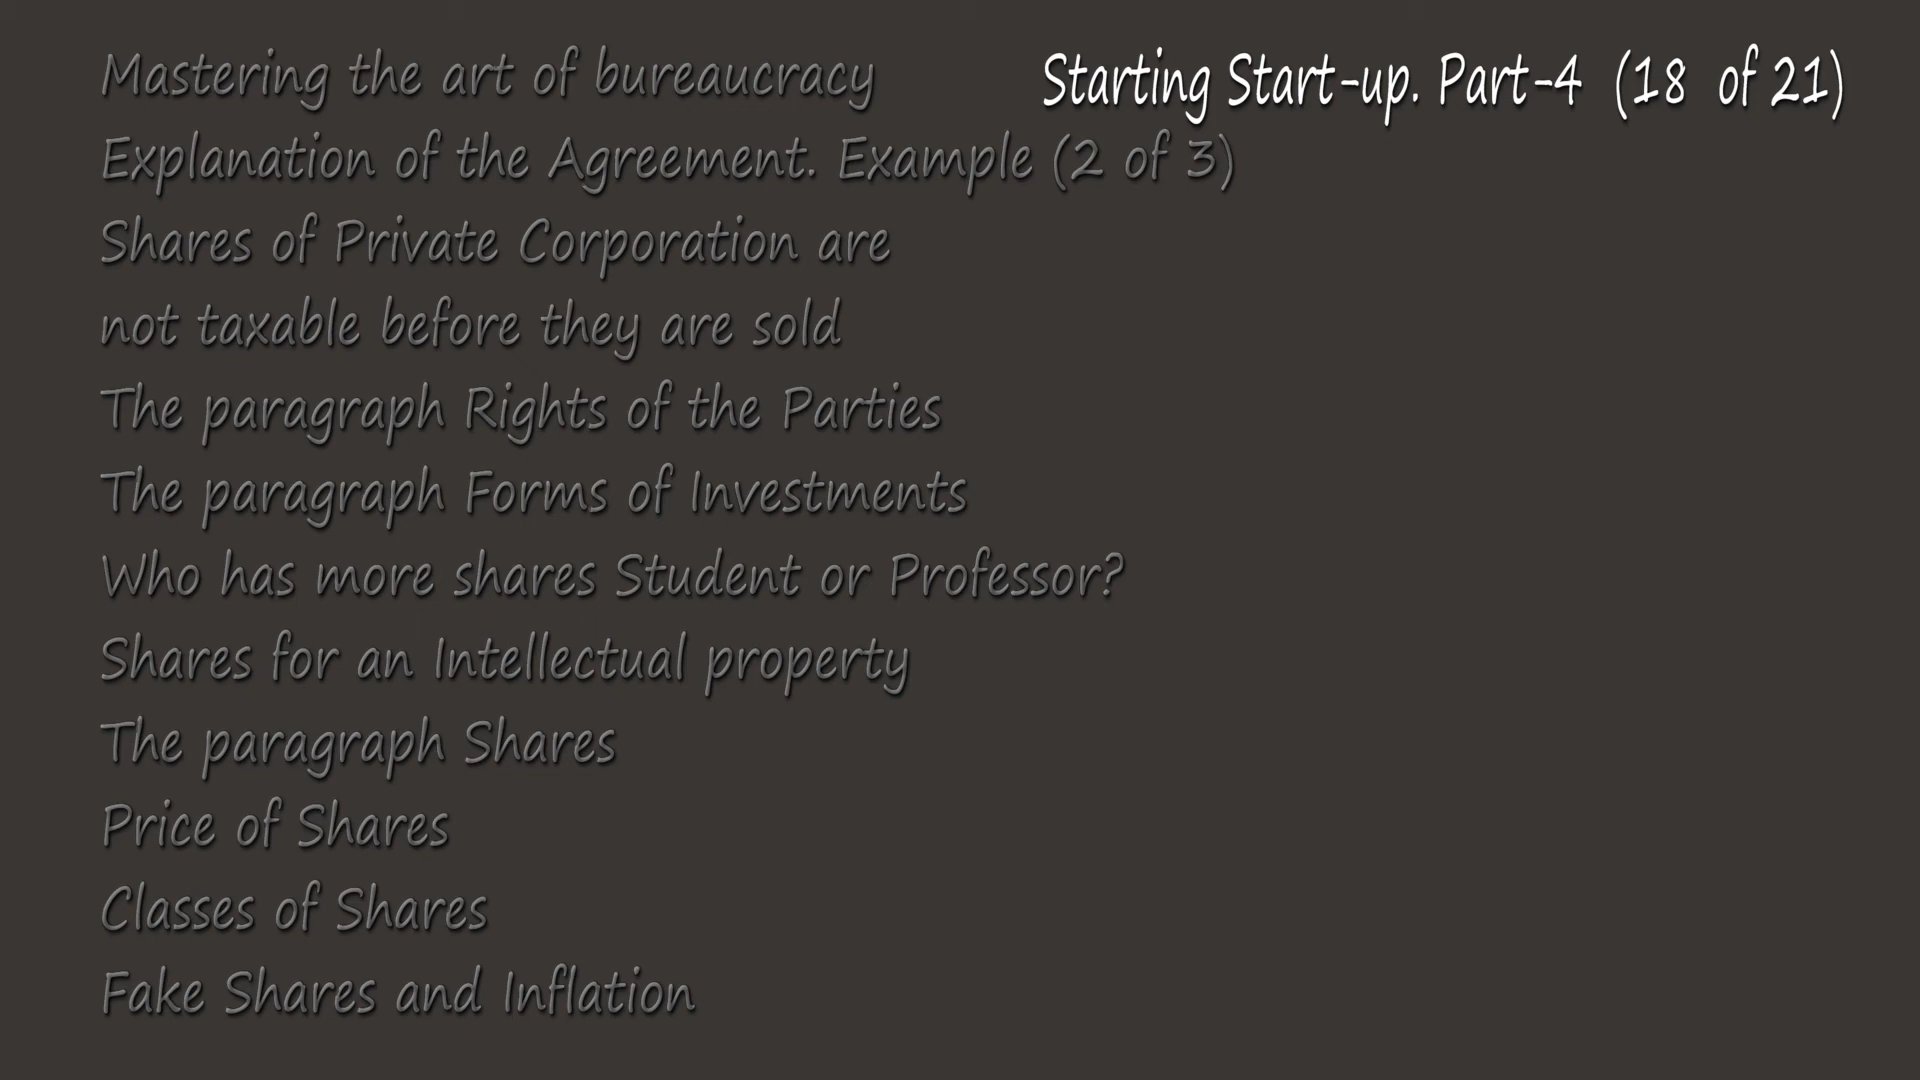 Mastering the art of bureaucracy
Starting Start-up. Part-4 (18 of 21)
Explanation of the Agreement. Example (2 of 3)
Shares of Private Corporation are
not taxable before they are sold
The paragraph Rights of the Parties
The paragraph Forms of Investments
Who has more shares Student or Professor?
Shares for an Intellectual property
The paragraph Shares
Price of Shares
Classes of Shares
Fake Shares and Inflation